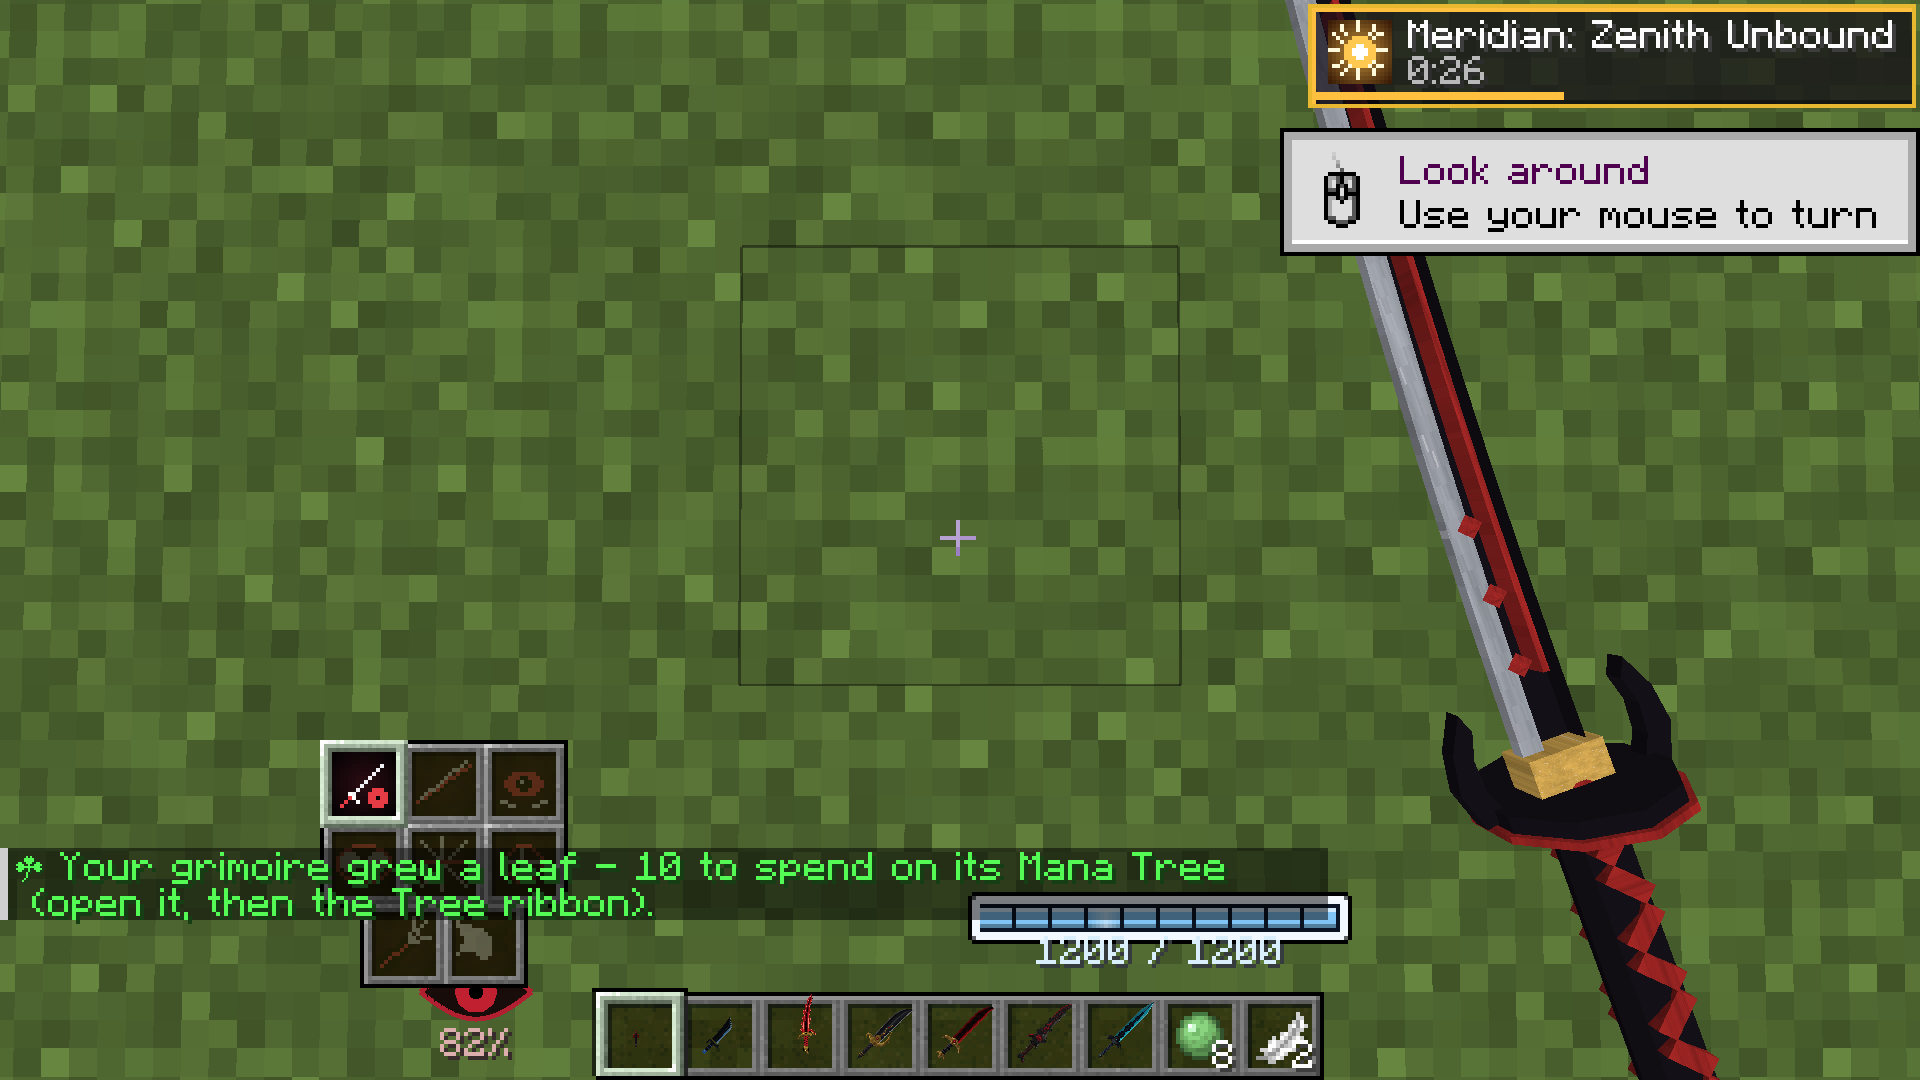 Meridian: Zenith Unbound
0:26
Look around
Use your mouse to turn
☘ Your grimoire grew a leaf – 10 to spend on its Mana Tree
(open it, then the Tree ribbon).
1200 / 1200
82%
8
2